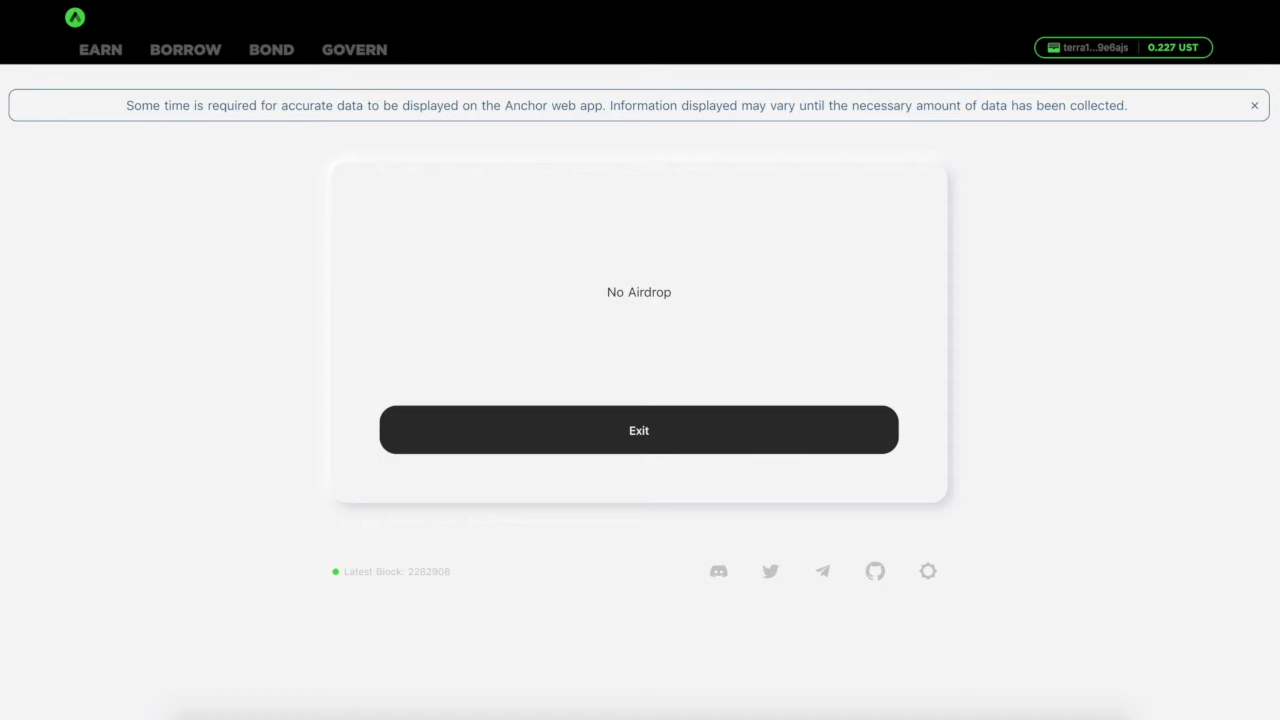 EARN BORROW BOND GOVERN
terra1...9e6ajs 0.227 UST
Some time is required for accurate data to be displayed on the Anchor web app. Information displayed may vary until the necessary amount of data has been collected.
No Airdrop
Exit
Latest Block: 2282908